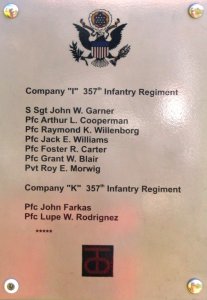 Company "I" 357th Infantry Regiment
S Sgt John W. Garner
Pfc Arthur L. Cooperman
Pfc Raymond K. Willenborg
Pfc Jack E. Williams
Pfc Foster R. Carter
Pfc Grant W. Blair
Pvt Roy E. Morwig
Company "K" 357th Infantry Regiment
Pfc John Farkas
Pfc Lupe W. Rodrignez
*****